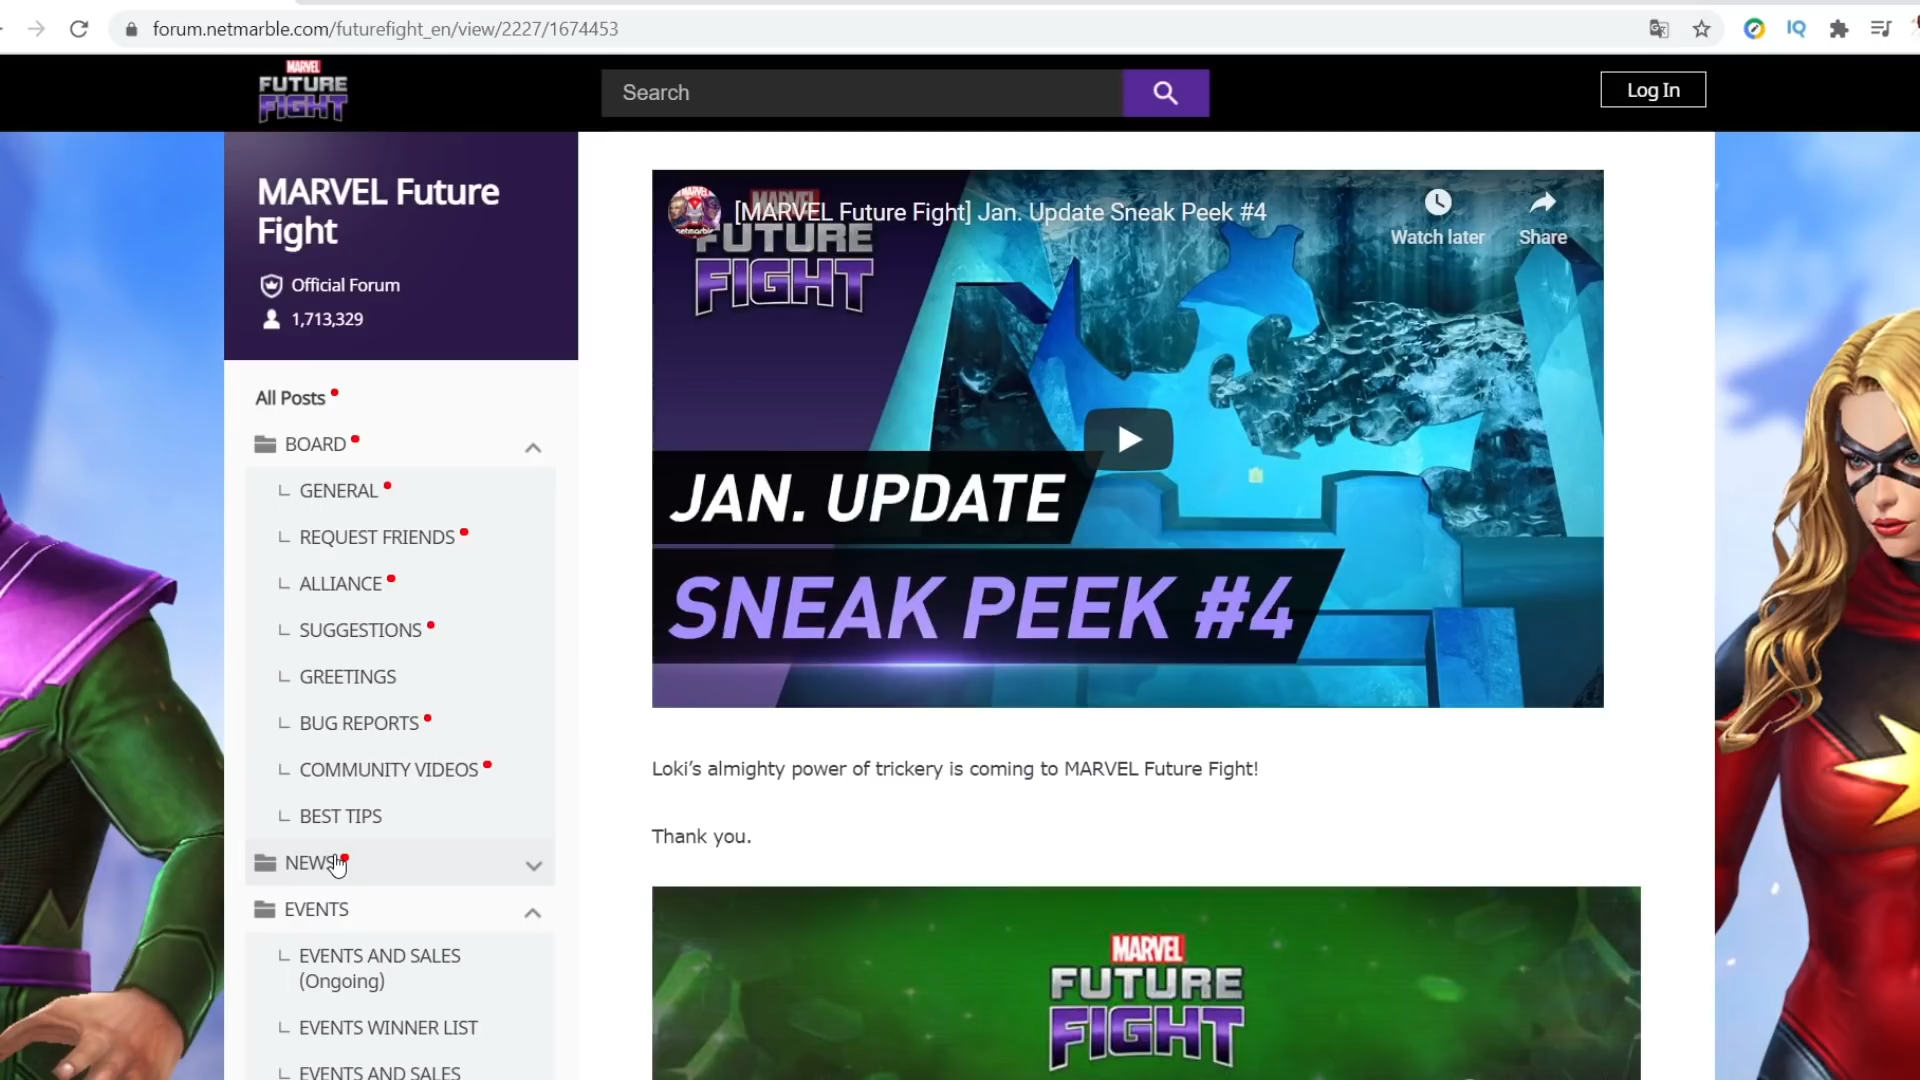 forum.netmarble.com/futurefight_en/view/2227/1674453
IQ
MARVEL
FUTURE
FIGHT
Search
Log In
MARVEL Future
Fight
Official Forum
1,713,329
All Posts
BOARD
GENERAL
REQUEST FRIENDS
ALLIANCE
SUGGESTIONS
GREETINGS
BUG REPORTS
COMMUNITY VIDEOS
BEST TIPS
NEWS
EVENTS
EVENTS AND SALES
(Ongoing)
EVENTS WINNER LIST
EVENTS AND SALES
[MARVEL Future Fight] Jan. Update Sneak Peek #4
Watch later
Share
MARVEL
FUTURE
FIGHT
JAN. UPDATE
SNEAK PEEK #4
Loki’s almighty power of trickery is coming to MARVEL Future Fight!
Thank you.
MARVEL
FUTURE
FIGHT